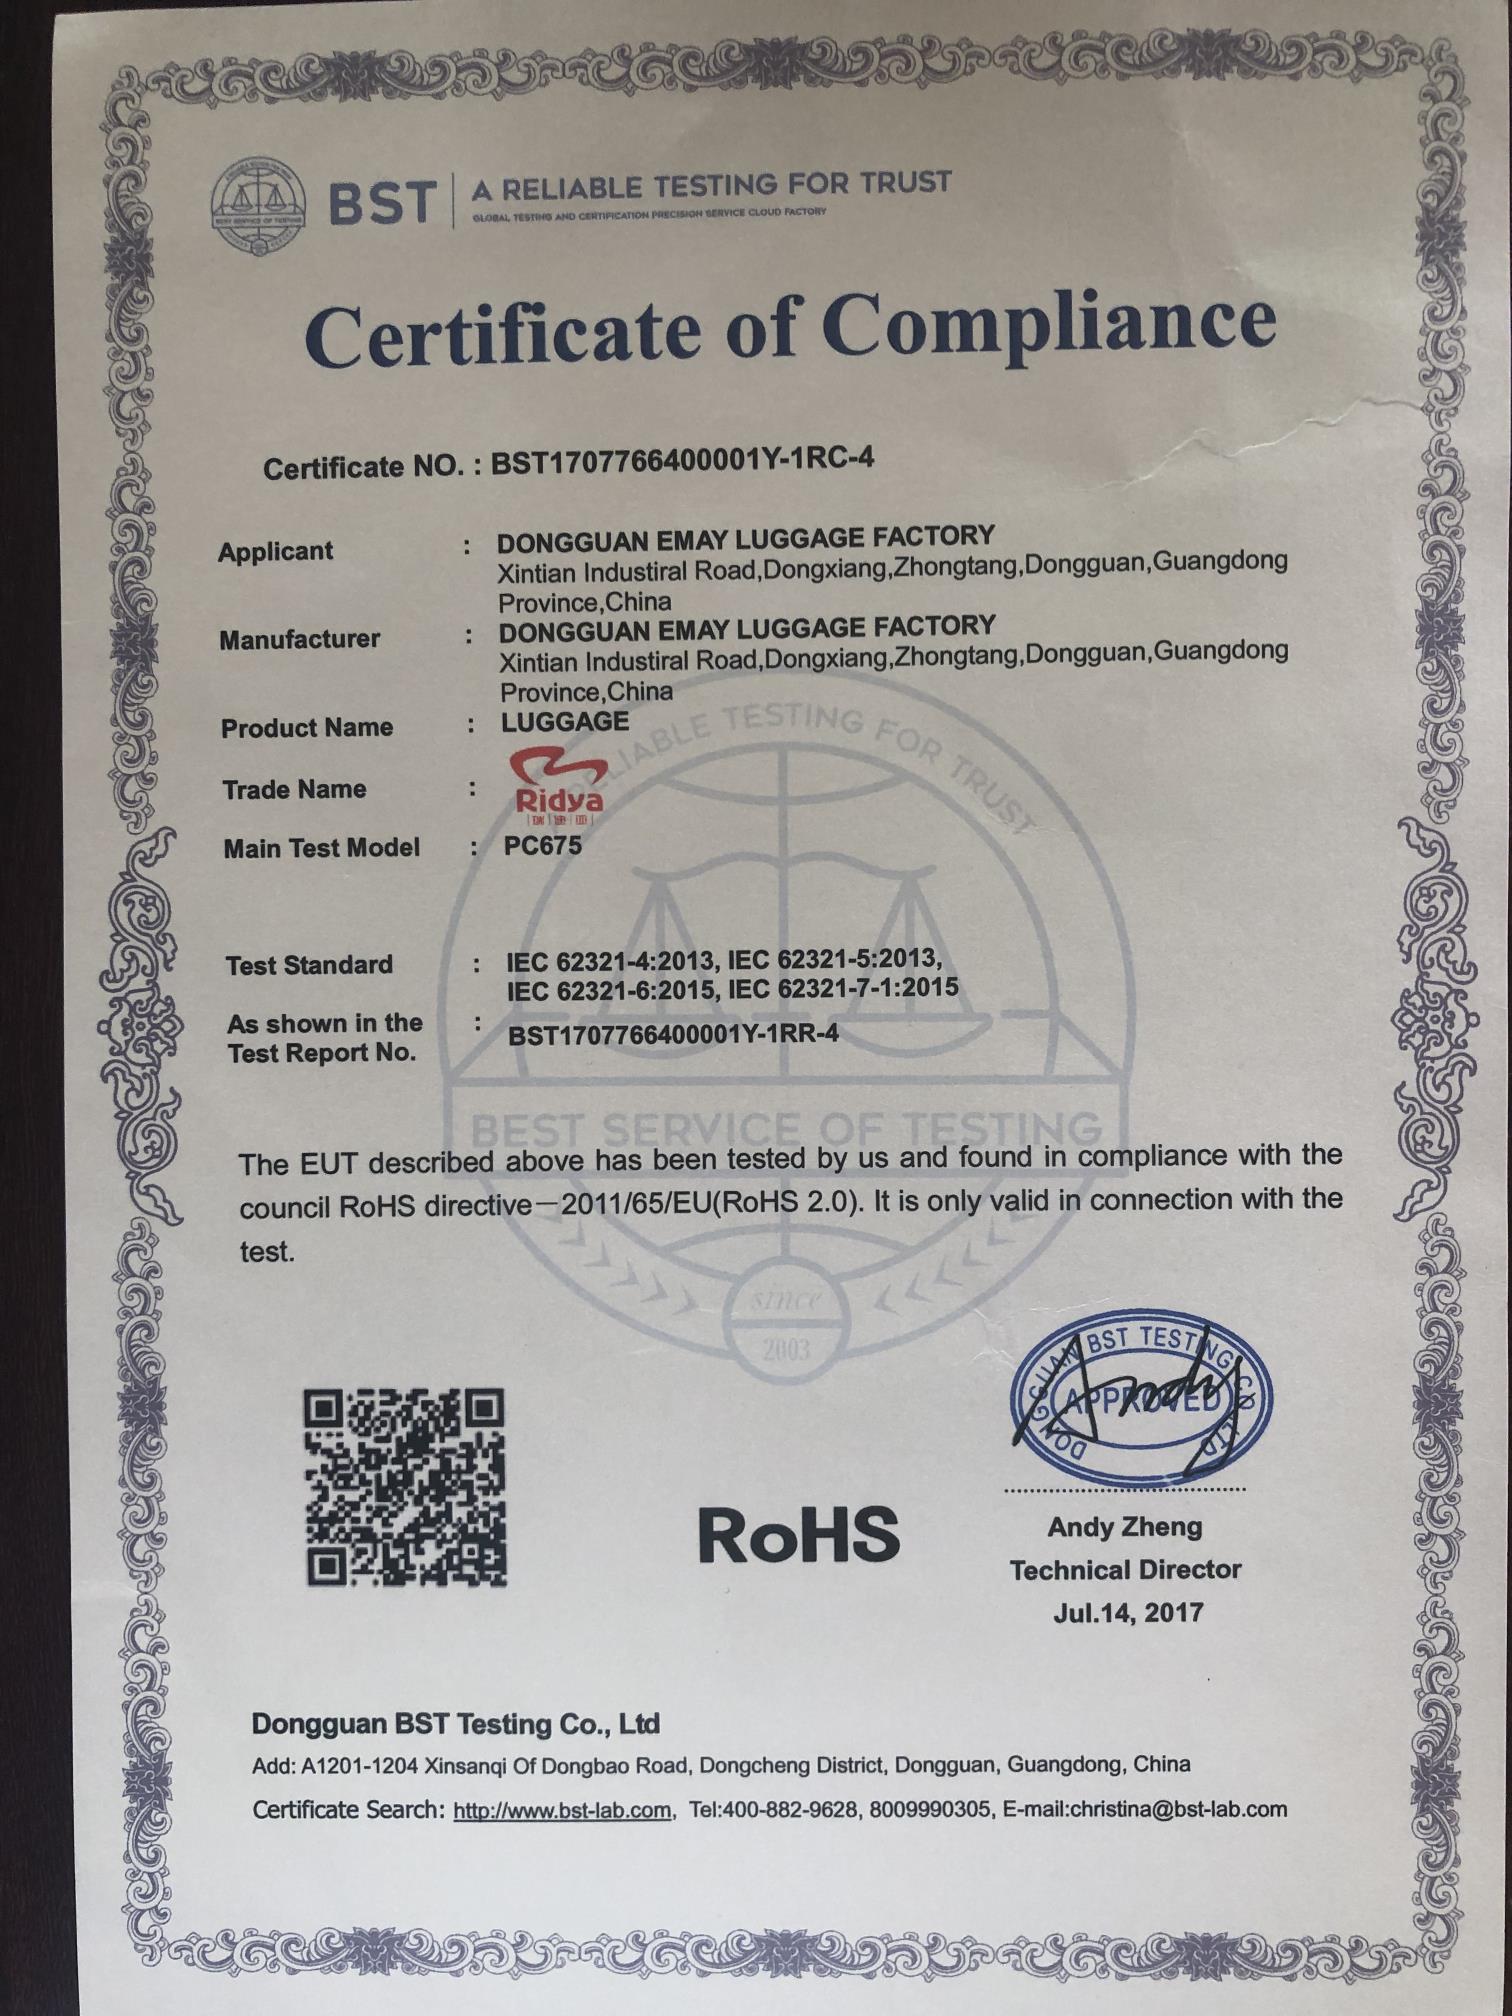 BST
A RELIABLE TESTING FOR TRUST
GLOBAL TESTING AND CERTIFICATION PRECISION SERVICE CLOUD FACTORY
BEST SERVICE OF TESTING
Certificate of Compliance
Certificate NO. : BST1707766400001Y-1RC-4
Applicant : DONGGUAN EMAY LUGGAGE FACTORY
Xintian Industiral Road,Dongxiang,Zhongtang,Dongguan,Guangdong
Province,China
Manufacturer : DONGGUAN EMAY LUGGAGE FACTORY
Xintian Industiral Road,Dongxiang,Zhongtang,Dongguan,Guangdong
Province,China
Product Name : LUGGAGE
Trade Name : Ridya
Main Test Model : PC675
RELIABLE TESTING FOR TRUST
Test Standard : IEC 62321-4:2013, IEC 62321-5:2013,
IEC 62321-6:2015, IEC 62321-7-1:2015
As shown in the : BST1707766400001Y-1RR-4
Test Report No.
BEST SERVICE OF TESTING
The EUT described above has been tested by us and found in compliance with the
council RoHS directive—2011/65/EU(RoHS 2.0). It is only valid in connection with the
test.
since
2003
DONGGUAN BST TESTING CO. LTD
APPROVED
Andy
RoHS
Andy Zheng
Technical Director
Jul.14, 2017
Dongguan BST Testing Co., Ltd
Add: A1201-1204 Xinsanqi Of Dongbao Road, Dongcheng District, Dongguan, Guangdong, China
Certificate Search: http://www.bst-lab.com, Tel:400-882-9628, 8009990305, E-mail:christina@bst-lab.com